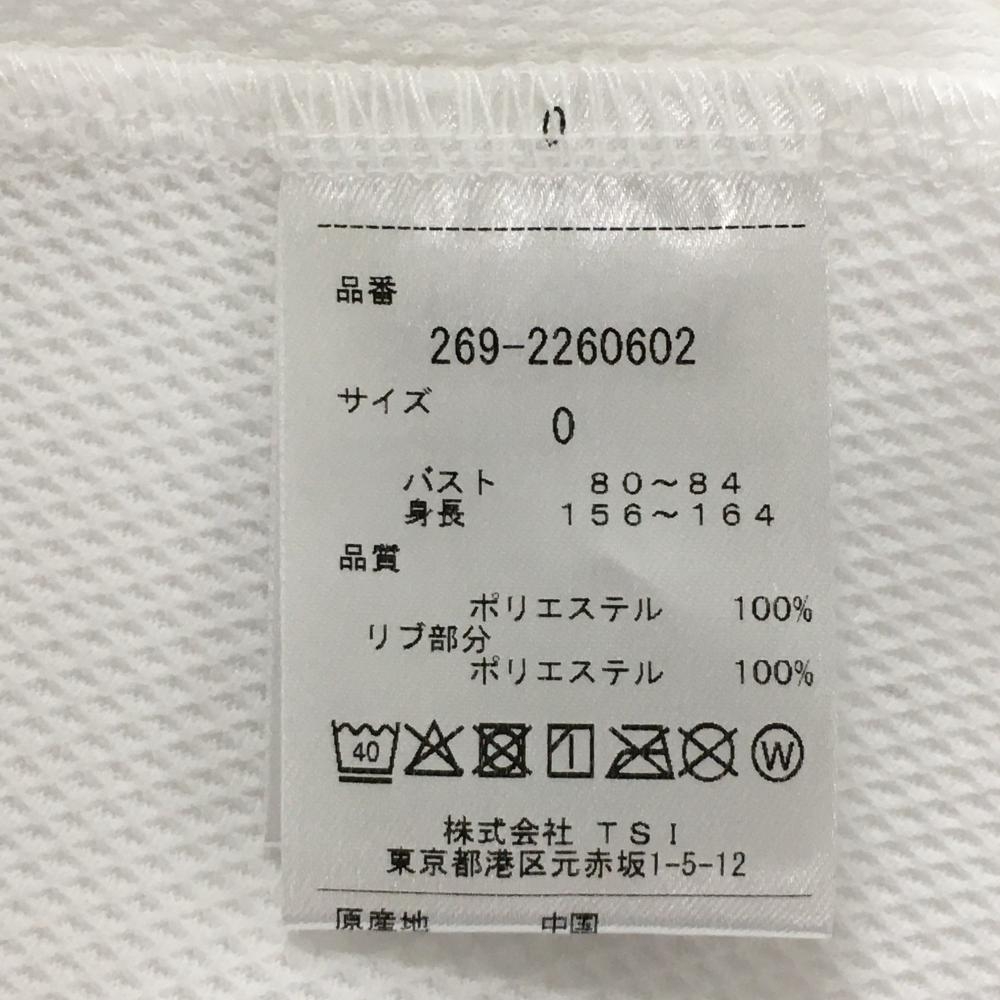 0
品番
269-2260602
サイズ
0
バスト 80～84
身長 156～164
品質
ポリエステル 100%
リブ部分
ポリエステル 100%
40 W
株式会社 TSI
東京都港区元赤坂1-5-12
原産地 中国